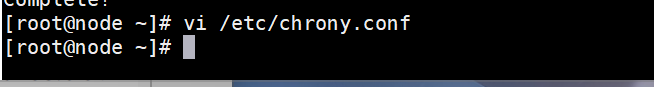 Complete!
[root@node ~]# vi /etc/chrony.conf
[root@node ~]#